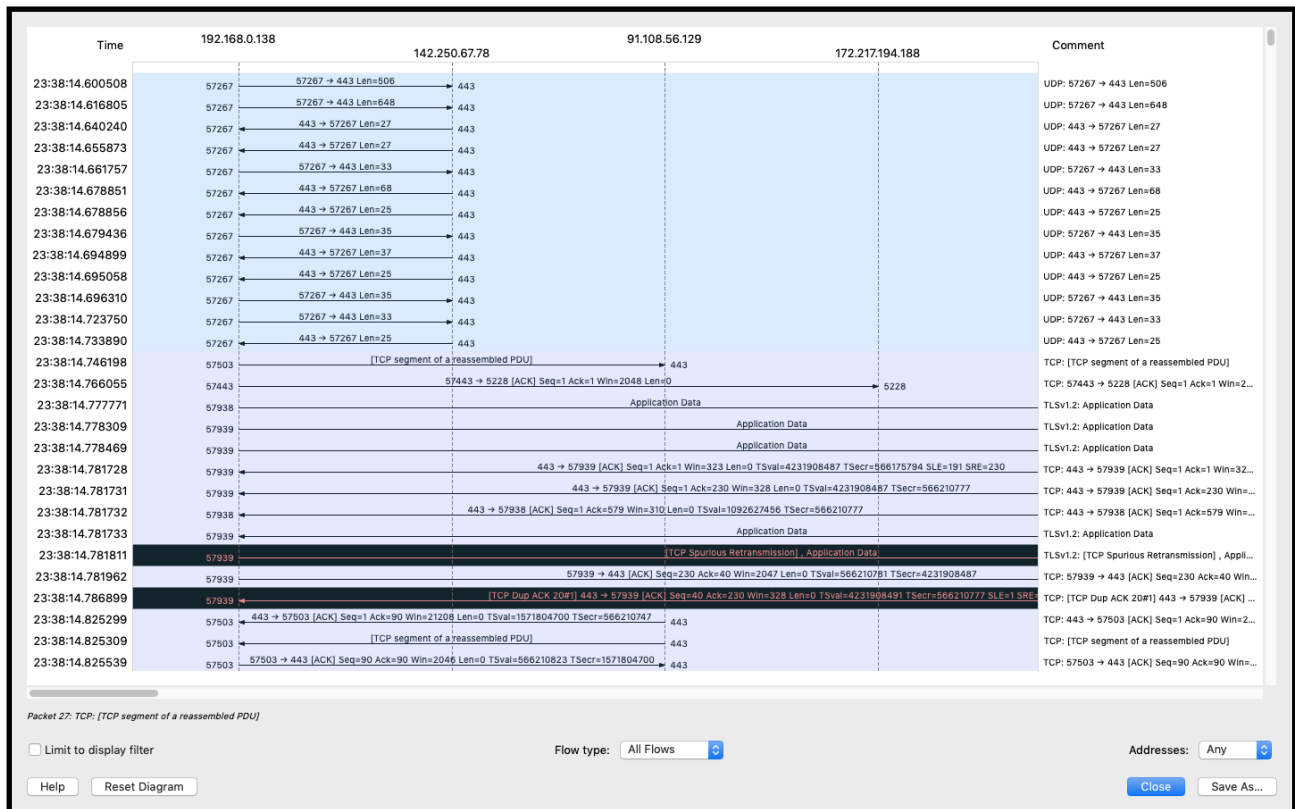 Time 192.168.0.138 142.250.67.78 91.108.56.129 172.217.194.188 Comment
23:38:14.600508 57267 57267 → 443 Len=506 443 UDP: 57267 → 443 Len=506
23:38:14.616805 57267 57267 → 443 Len=648 443 UDP: 57267 → 443 Len=648
23:38:14.640240 57267 443 → 57267 Len=27 443 UDP: 443 → 57267 Len=27
23:38:14.655873 57267 443 → 57267 Len=27 443 UDP: 443 → 57267 Len=27
23:38:14.661757 57267 57267 → 443 Len=33 443 UDP: 57267 → 443 Len=33
23:38:14.678851 57267 443 → 57267 Len=68 443 UDP: 443 → 57267 Len=68
23:38:14.678856 57267 443 → 57267 Len=25 443 UDP: 443 → 57267 Len=25
23:38:14.679436 57267 57267 → 443 Len=35 443 UDP: 57267 → 443 Len=35
23:38:14.694899 57267 443 → 57267 Len=37 443 UDP: 443 → 57267 Len=37
23:38:14.695058 57267 443 → 57267 Len=25 443 UDP: 443 → 57267 Len=25
23:38:14.696310 57267 57267 → 443 Len=35 443 UDP: 57267 → 443 Len=35
23:38:14.723750 57267 57267 → 443 Len=33 443 UDP: 57267 → 443 Len=33
23:38:14.733890 57267 443 → 57267 Len=25 443 UDP: 443 → 57267 Len=25
23:38:14.746198 57503 [TCP segment of a reassembled PDU] 443 TCP: [TCP segment of a reassembled PDU]
23:38:14.766055 57443 57443 → 5228 [ACK] Seq=1 Ack=1 Win=2048 Len=0 5228 TCP: 57443 → 5228 [ACK] Seq=1 Ack=1 Win=2...
23:38:14.777771 57938 Application Data TLSv1.2: Application Data
23:38:14.778309 57939 Application Data TLSv1.2: Application Data
23:38:14.778469 57939 Application Data TLSv1.2: Application Data
23:38:14.781728 57939 443 → 57939 [ACK] Seq=1 Ack=1 Win=323 Len=0 TSval=4231908487 TSecr=566175794 SLE=191 SRE=230 TCP: 443 → 57939 [ACK] Seq=1 Ack=1 Win=32...
23:38:14.781731 57939 443 → 57939 [ACK] Seq=1 Ack=230 Win=328 Len=0 TSval=4231908487 TSecr=566210777 TCP: 443 → 57939 [ACK] Seq=1 Ack=230 Win=...
23:38:14.781732 57938 443 → 57938 [ACK] Seq=1 Ack=579 Win=310 Len=0 TSval=1092627456 TSecr=566210777 TCP: 443 → 57938 [ACK] Seq=1 Ack=579 Win=...
23:38:14.781733 57939 Application Data TLSv1.2: Application Data
23:38:14.781811 57939 [TCP Spurious Retransmission] , Application Data TLSv1.2: [TCP Spurious Retransmission] , Appli...
23:38:14.781962 57939 57939 → 443 [ACK] Seq=230 Ack=40 Win=2047 Len=0 TSval=566210781 TSecr=4231908487 TCP: 57939 → 443 [ACK] Seq=230 Ack=40 Win...
23:38:14.786899 57939 [TCP Dup ACK 20#1] 443 → 57939 [ACK] Seq=40 Ack=230 Win=328 Len=0 TSval=4231908491 TSecr=566210777 SLE=1 SRE= TCP: [TCP Dup ACK 20#1] 443 → 57939 [ACK] ...
23:38:14.825299 57503 443 → 57503 [ACK] Seq=1 Ack=90 Win=21208 Len=0 TSval=1571804700 TSecr=566210747 443 TCP: 443 → 57503 [ACK] Seq=1 Ack=90 Win=2...
23:38:14.825309 57503 [TCP segment of a reassembled PDU] 443 TCP: [TCP segment of a reassembled PDU]
23:38:14.825539 57503 57503 → 443 [ACK] Seq=90 Ack=90 Win=2046 Len=0 TSval=566210823 TSecr=1571804700 443 TCP: 57503 → 443 [ACK] Seq=90 Ack=90 Win=...
Packet 27: TCP: [TCP segment of a reassembled PDU]
Limit to display filter Flow type: All Flows Addresses: Any
Help Reset Diagram Close Save As...